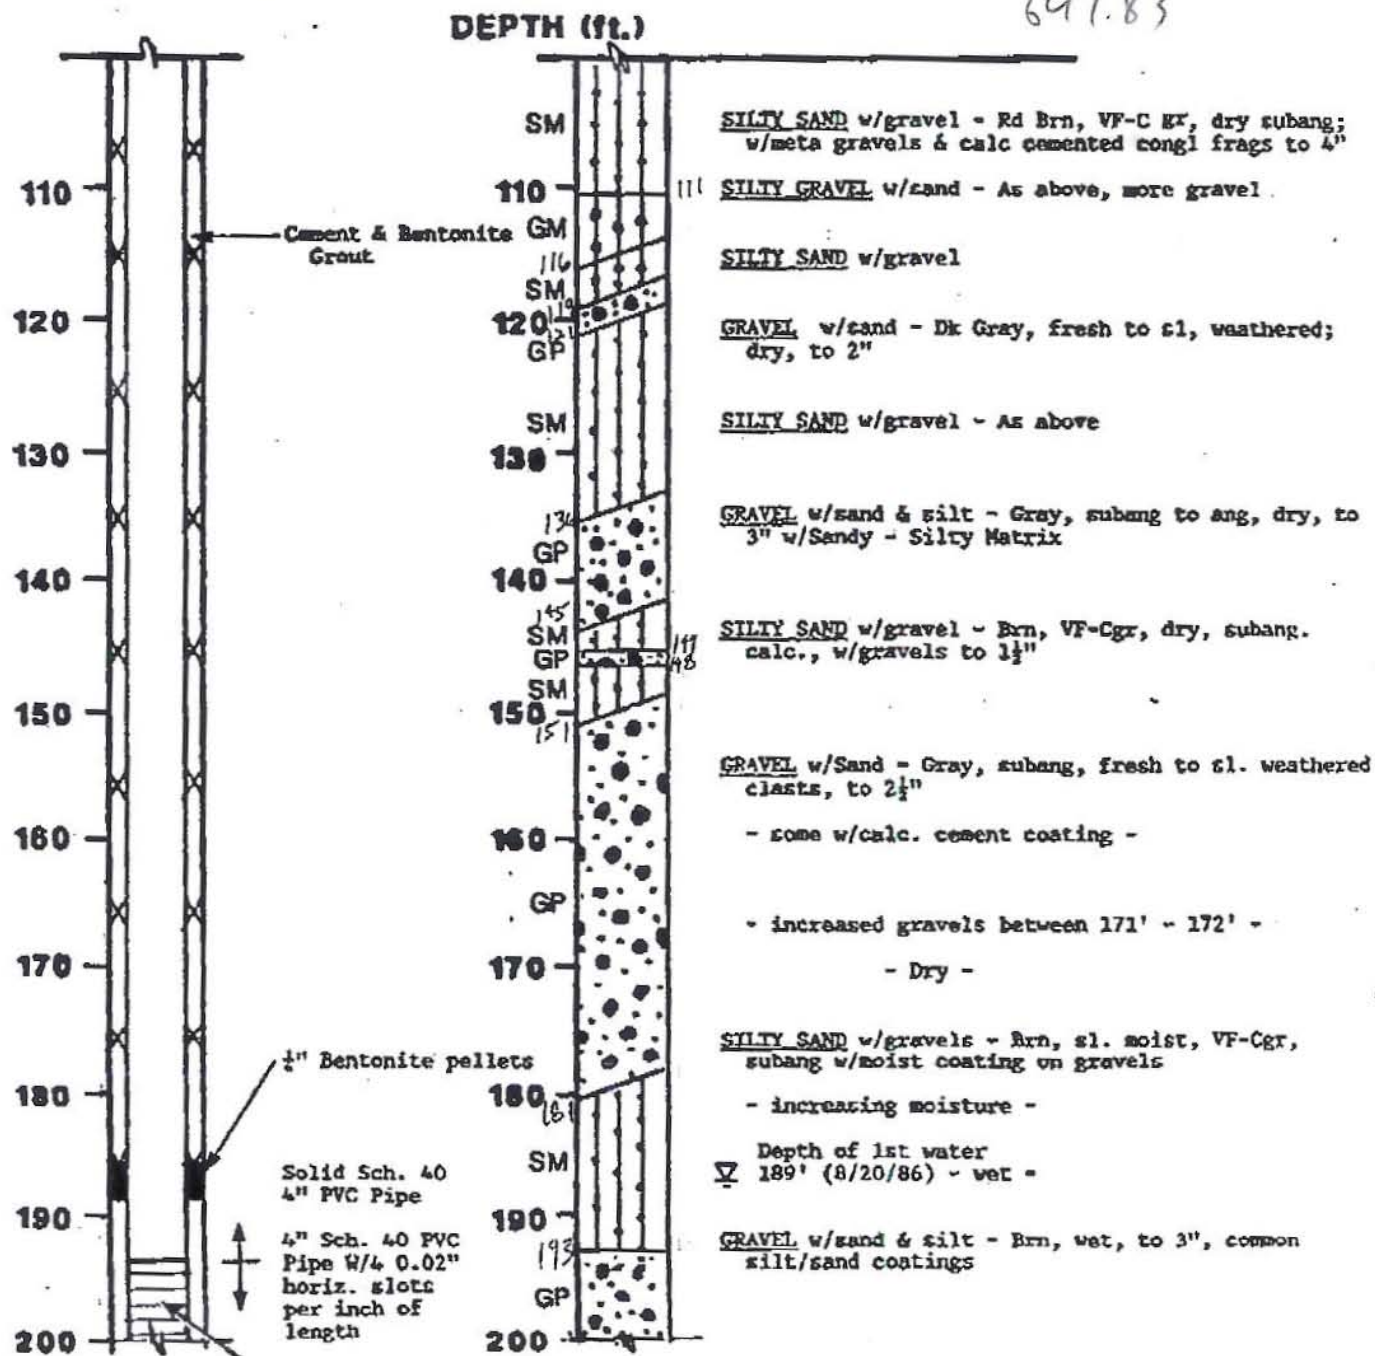 641.83
DEPTH (ft.)
SM
SILTY SAND w/gravel - Rd Brn, VF-C gr, dry subang;
w/meta gravels & calc cemented congl frags to 4"
110
110
111
SILTY GRAVEL w/sand - As above, more gravel
Cement & Bentonite
Grout
GM
116
SILTY SAND w/gravel
SM
119
120
120
121
GRAVEL w/sand - Dk Gray, fresh to sl, weathered;
dry, to 2"
GP
SM
SILTY SAND w/gravel - As above
130
130
136
GRAVEL w/sand & silt - Gray, subang to ang, dry, to
3" w/Sandy - Silty Matrix
GP
140
140
145
SM
SILTY SAND w/gravel - Brn, VF-Cgr, dry, subang.
calc., w/gravels to 1½"
147
GP
148
SM
150
150
151
GRAVEL w/Sand - Gray, subang, fresh to sl. weathered
clasts, to 2½"
160
160
- some w/calc. cement coating -
GP
- increased gravels between 171' - 172' -
170
170
- Dry -
SILTY SAND w/gravels - Brn, sl. moist, VF-Cgr,
subang w/moist coating on gravels
Bentonite pellets
180
180
181
- increasing moisture -
SM
Depth of 1st water
189' (8/20/86) - wet -
Solid Sch. 40
4" PVC Pipe
190
190
4" Sch. 40 PVC
Pipe W/4 0.02"
horiz. slots
per inch of
length
193
GRAVEL w/sand & silt - Brn, wet, to 3", common
silt/sand coatings
GP
200
200